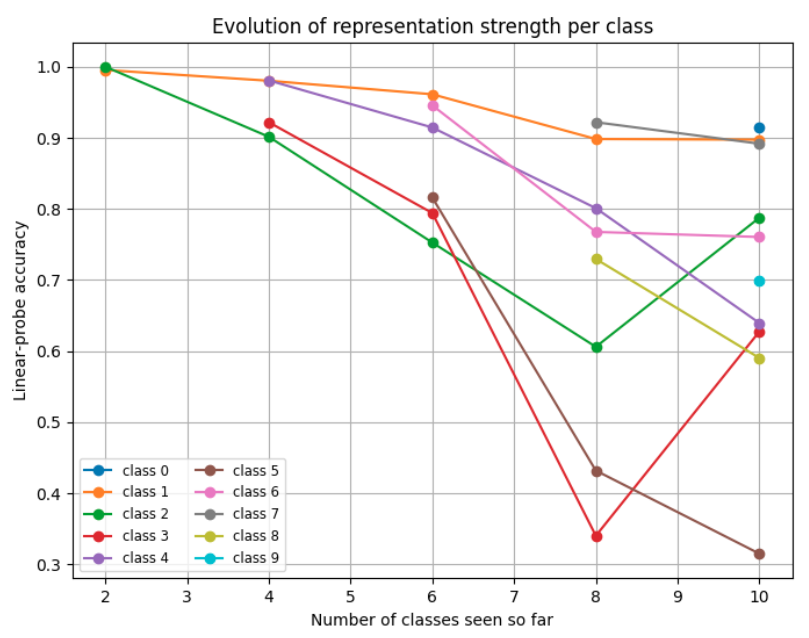 Evolution of representation strength per class
Linear-probe accuracy
1.0
0.9
0.8
0.7
0.6
0.5
0.4
0.3
class 0
class 1
class 2
class 3
class 4
class 5
class 6
class 7
class 8
class 9
2 3 4 5 6 7 8 9 10
Number of classes seen so far